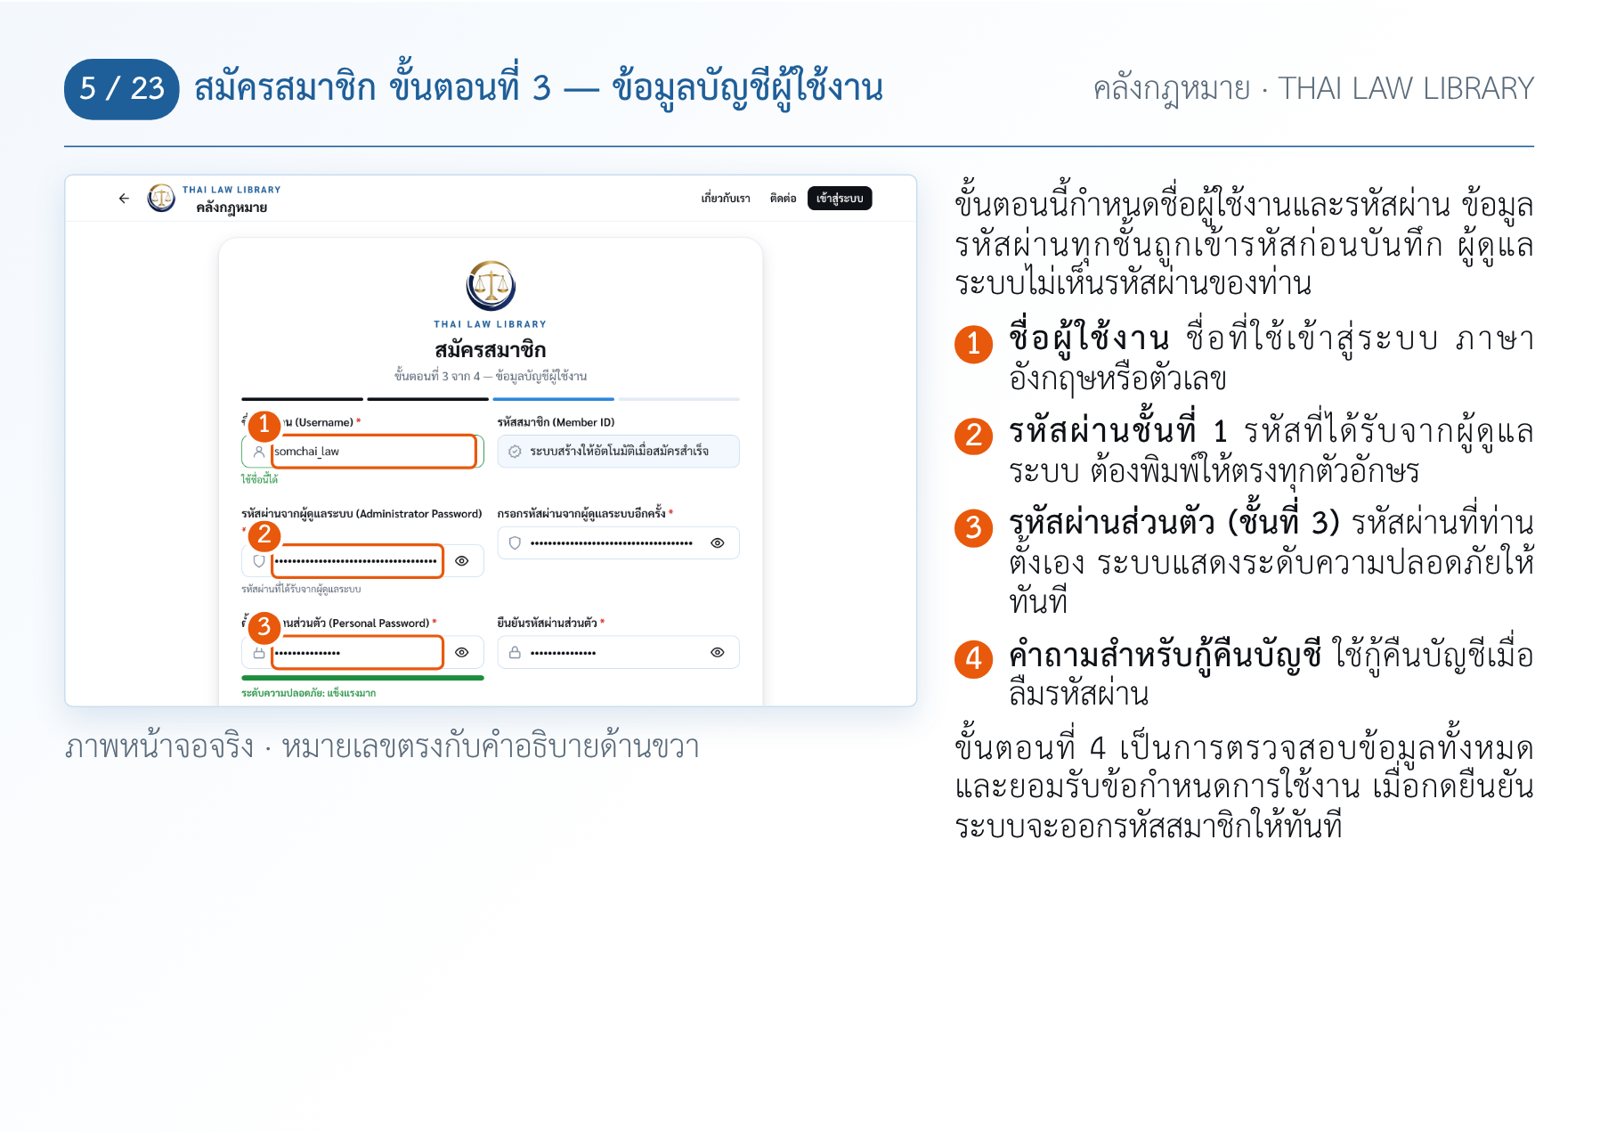 5 / 23 สมัครสมาชิก ขั้นตอนที่ 3 — ข้อมูลบัญชีผู้ใช้งาน
คลังกฎหมาย · THAI LAW LIBRARY
THAI LAW LIBRARY
คลังกฎหมาย
เกี่ยวกับเรา ติดต่อ เข้าสู่ระบบ
THAI LAW LIBRARY
สมัครสมาชิก
ขั้นตอนที่ 3 จาก 4 — ข้อมูลบัญชีผู้ใช้งาน
1 (Username) *
somchai_law
ใช้ชื่อนี้ได้
รหัสสมาชิก (Member ID)
ระบบสร้างให้อัตโนมัติเมื่อสมัครสำเร็จ
รหัสผ่านจากผู้ดูแลระบบ (Administrator Password)
*
2
••••••••••••••••••••••••••••••••••••
รหัสผ่านที่ได้รับจากผู้ดูแลระบบ
กรอกรหัสผ่านจากผู้ดูแลระบบอีกครั้ง *
••••••••••••••••••••••••••••••••••••
3 (Personal Password) *
•••••••••••••••
ระดับความปลอดภัย: แข็งแรงมาก
ยืนยันรหัสผ่านส่วนตัว *
•••••••••••••••
ภาพหน้าจอจริง · หมายเลขตรงกับคำอธิบายด้านขวา
ขั้นตอนนี้กำหนดชื่อผู้ใช้งานและรหัสผ่าน ข้อมูล
รหัสผ่านทุกชั้นถูกเข้ารหัสก่อนบันทึก ผู้ดูแล
ระบบไม่เห็นรหัสผ่านของท่าน
1 ชื่อผู้ใช้งาน ชื่อที่ใช้เข้าสู่ระบบ ภาษา
อังกฤษหรือตัวเลข
2 รหัสผ่านชั้นที่ 1 รหัสที่ได้รับจากผู้ดูแล
ระบบ ต้องพิมพ์ให้ตรงทุกตัวอักษร
3 รหัสผ่านส่วนตัว (ชั้นที่ 3) รหัสผ่านที่ท่าน
ตั้งเอง ระบบแสดงระดับความปลอดภัยให้
ทันที
4 คำถามสำหรับกู้คืนบัญชี ใช้กู้คืนบัญชีเมื่อ
ลืมรหัสผ่าน
ขั้นตอนที่ 4 เป็นการตรวจสอบข้อมูลทั้งหมด
และยอมรับข้อกำหนดการใช้งาน เมื่อกดยืนยัน
ระบบจะออกรหัสสมาชิกให้ทันที